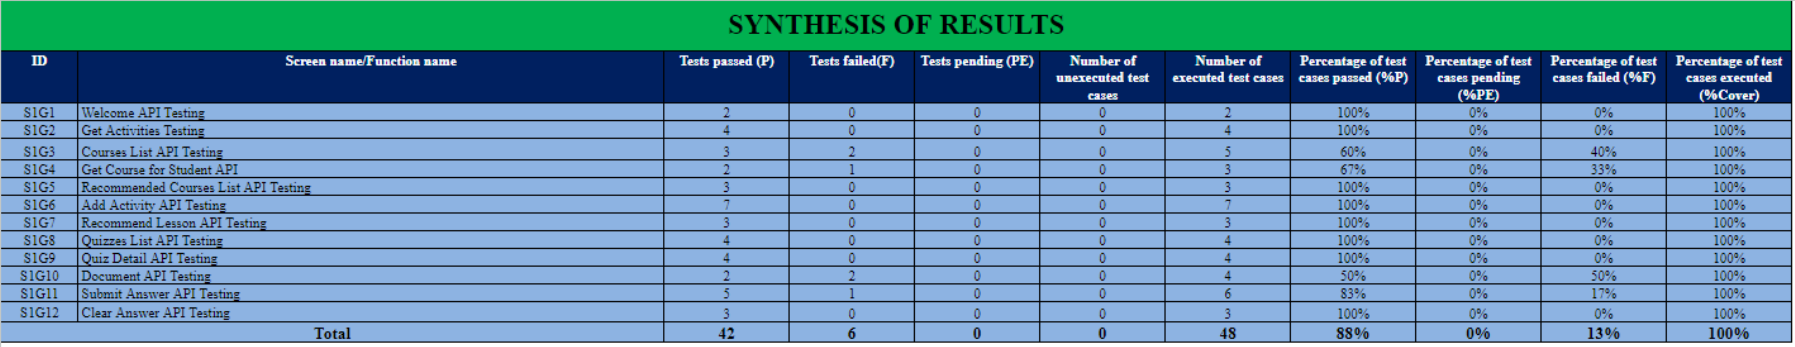 SYNTHESIS OF RESULTS
ID Screen name/Function name Tests passed (P) Tests failed(F) Tests pending (PE) Number of unexecuted test cases Number of executed test cases Percentage of test cases passed (%P) Percentage of test cases pending (%PE) Percentage of test cases failed (%F) Percentage of test cases executed (%Cover)
S1G1 Welcome API Testing 2 0 0 0 2 100% 0% 0% 100%
S1G2 Get Activities Testing 4 0 0 0 4 100% 0% 0% 100%
S1G3 Courses List API Testing 3 2 0 0 5 60% 0% 40% 100%
S1G4 Get Course for Student API 2 1 0 0 3 67% 0% 33% 100%
S1G5 Recommended Courses List API Testing 3 0 0 0 3 100% 0% 0% 100%
S1G6 Add Activity API Testing 7 0 0 0 7 100% 0% 0% 100%
S1G7 Recommend Lesson API Testing 3 0 0 0 3 100% 0% 0% 100%
S1G8 Quizzes List API Testing 4 0 0 0 4 100% 0% 0% 100%
S1G9 Quiz Detail API Testing 4 0 0 0 4 100% 0% 0% 100%
S1G10 Document API Testing 2 2 0 0 4 50% 0% 50% 100%
S1G11 Submit Answer API Testing 5 1 0 0 6 83% 0% 17% 100%
S1G12 Clear Answer API Testing 3 0 0 0 3 100% 0% 0% 100%
Total 42 6 0 0 48 88% 0% 13% 100%